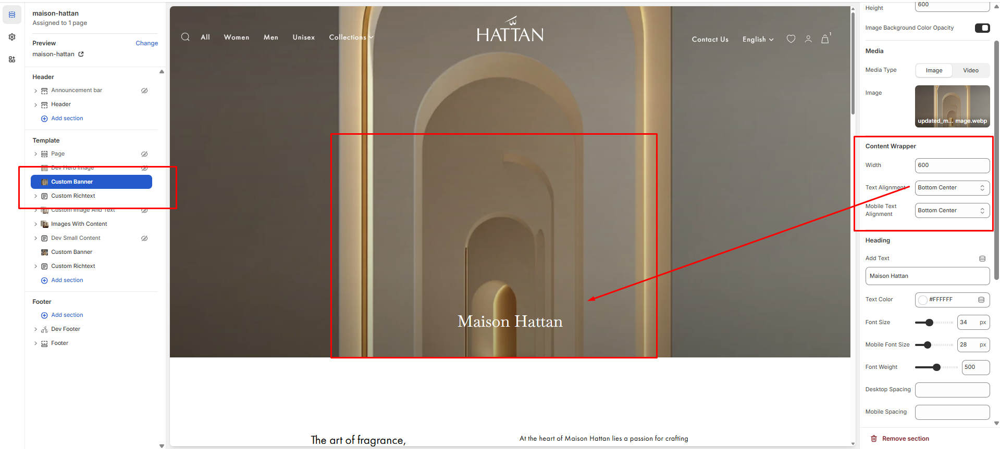 maison-hattan
Assigned to 1 page
Preview
Change
maison-hattan
Header
Announcement bar
Header
Add section
Template
Page
Dev Hero Image
Custom Banner
Custom Richtext
Custom Image And Text
Images With Content
Dev Small Content
Custom Banner
Custom Richtext
Add section
Footer
Add section
Dev Footer
Footer
All Women Men Unisex Collections
HATTAN
Contact Us English 1
Maison Hattan
The art of fragrance,
At the heart of Maison Hattan lies a passion for crafting
Height 600
Image Background Color Opacity
Media
Media Type Image Video
Image
updated_m... mage.webp
Content Wrapper
Width 600
Text Alignment Bottom Center
Mobile Text
Alignment
Bottom Center
Heading
Add Text
Maison Hattan
Text Color #FFFFFF
Font Size 34 px
Mobile Font Size 28 px
Font Weight 500
Desktop Spacing
Mobile Spacing
Remove section